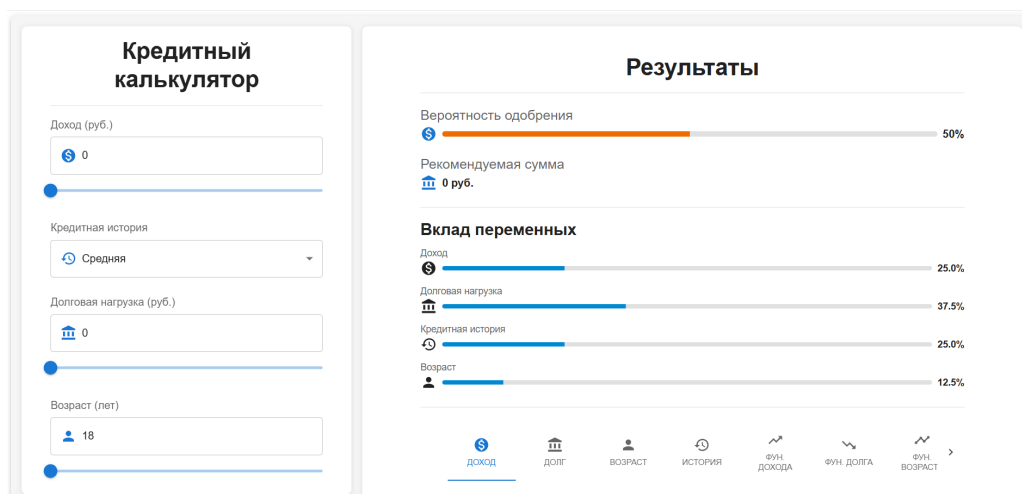 Кредитный
калькулятор
Доход (руб.)
0
Кредитная история
Средняя
Долговая нагрузка (руб.)
0
Возраст (лет)
18
Результаты
Вероятность одобрения
50%
Рекомендуемая сумма
0 руб.
Вклад переменных
Доход
25.0%
Долговая нагрузка
37.5%
Кредитная история
25.0%
Возраст
12.5%
ДОХОД
ДОЛГ
ВОЗРАСТ
ИСТОРИЯ
ФУН.
ДОХОДА
ФУН. ДОЛГА
ФУН.
ВОЗРАСТ